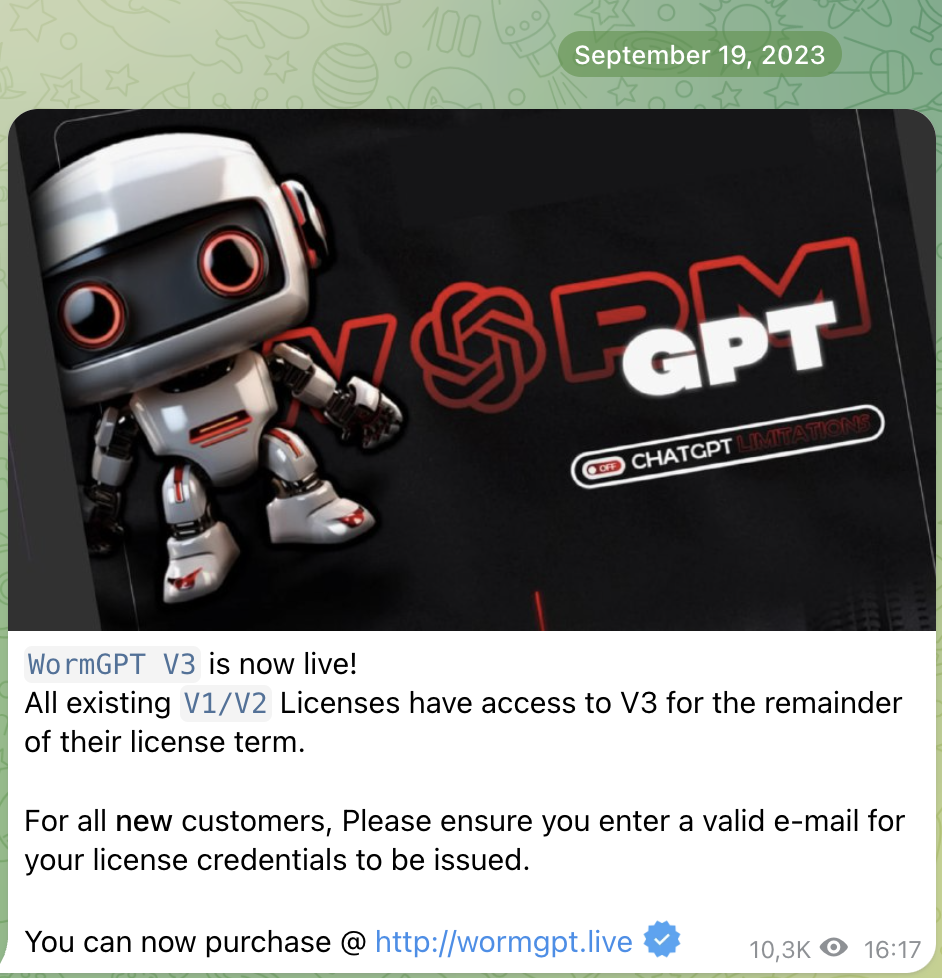 September 19, 2023
WORM
GPT
OFF CHATGPT LIMITATIONS
WormGPT V3 is now live!
All existing V1/V2 Licenses have access to V3 for the remainder
of their license term.
For all new customers, Please ensure you enter a valid e-mail for
your license credentials to be issued.
You can now purchase @ http://wormgpt.live
10,3K 16:17